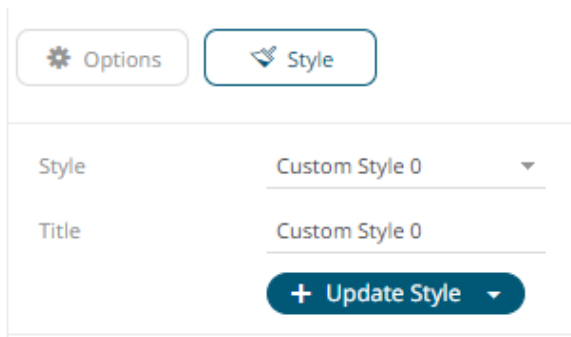 Options Style
Style Custom Style 0
Title Custom Style 0
+ Update Style